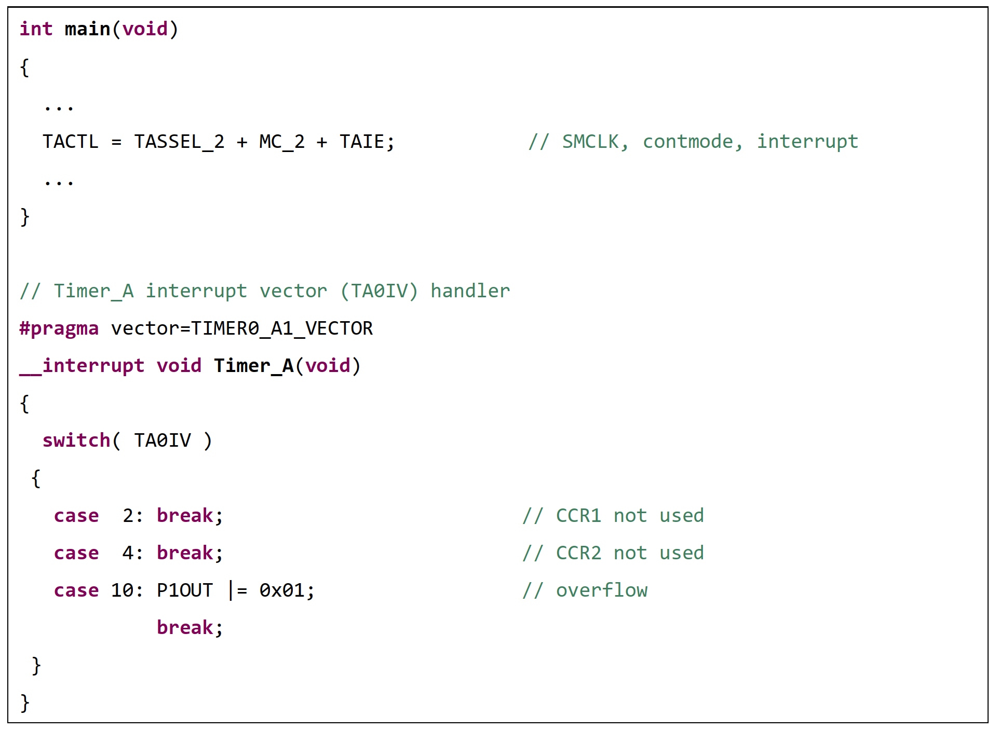 int main(void)
{
...
TACTL = TASSEL_2 + MC_2 + TAIE; // SMCLK, contmode, interrupt
...
}
// Timer_A interrupt vector (TA0IV) handler
#pragma vector=TIMER0_A1_VECTOR
__interrupt void Timer_A(void)
{
switch( TA0IV )
{
case 2: break; // CCR1 not used
case 4: break; // CCR2 not used
case 10: P1OUT |= 0x01; // overflow
break;
}
}